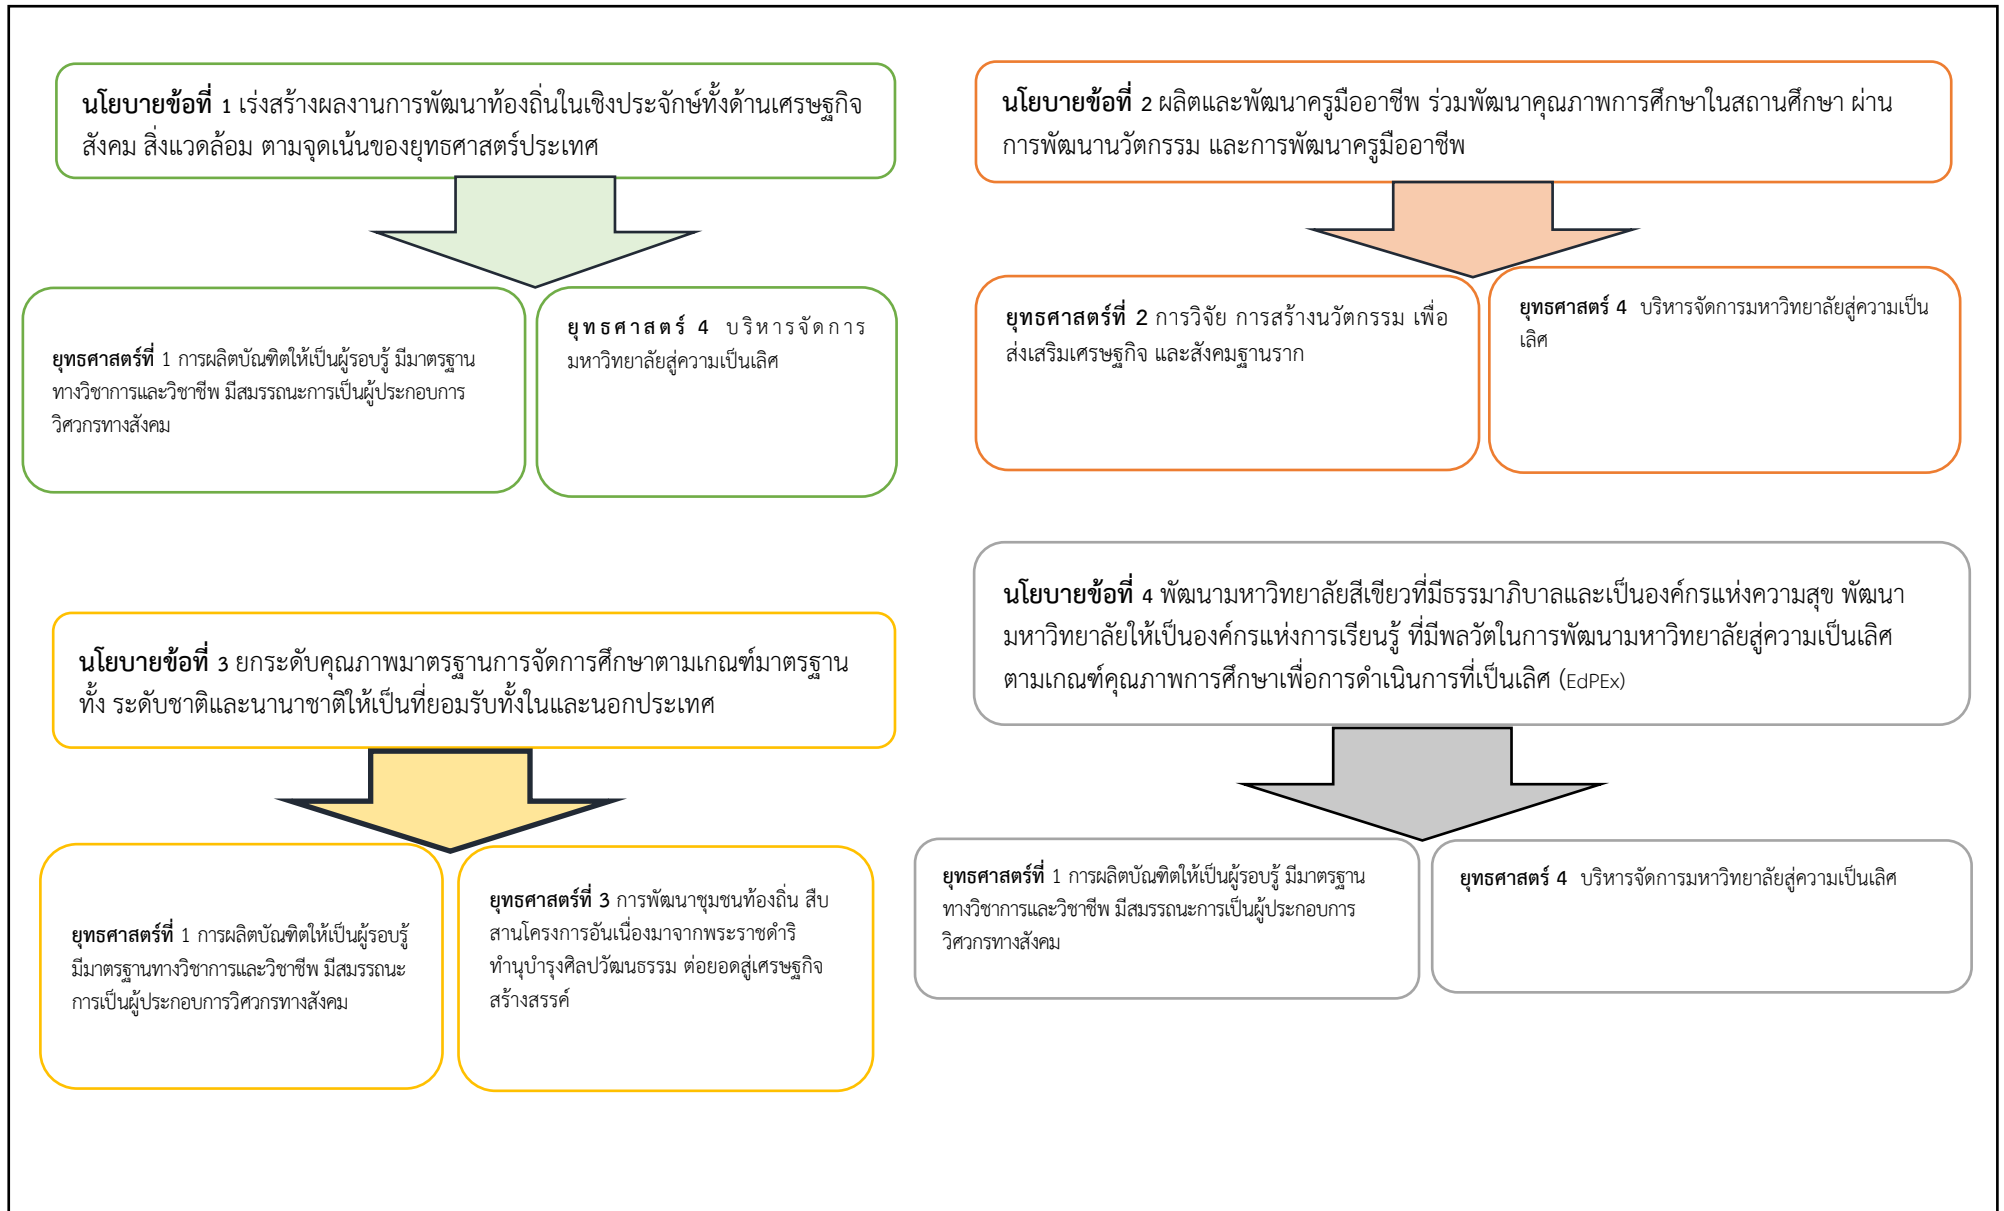 นโยบายข้อที่ 1 เร่งสร้างผลงานการพัฒนาท้องถิ่นในเชิงประจักษ์ทั้งด้านเศรษฐกิจ
สังคม สิ่งแวดล้อม ตามจุดเน้นของยุทธศาสตร์ประเทศ
ยุทธศาสตร์ที่ 1 การผลิตบัณฑิตให้เป็นผู้รอบรู้ มีมาตรฐาน
ทางวิชาการและวิชาชีพ มีสมรรถนะการเป็นผู้ประกอบการ
วิศวกรทางสังคม
ยุทธศาสตร์ 4 บริหารจัดการ
มหาวิทยาลัยสู่ความเป็นเลิศ
นโยบายข้อที่ 2 ผลิตและพัฒนาครูมืออาชีพ ร่วมพัฒนาคุณภาพการศึกษาในสถานศึกษา ผ่าน
การพัฒนานวัตกรรม และการพัฒนาครูมืออาชีพ
ยุทธศาสตร์ที่ 2 การวิจัย การสร้างนวัตกรรม เพื่อ
ส่งเสริมเศรษฐกิจ และสังคมฐานราก
ยุทธศาสตร์ 4 บริหารจัดการมหาวิทยาลัยสู่ความเป็น
เลิศ
นโยบายข้อที่ 3 ยกระดับคุณภาพมาตรฐานการจัดการศึกษาตามเกณฑ์มาตรฐาน
ทั้ง ระดับชาติและนานาชาติให้เป็นที่ยอมรับทั้งในและนอกประเทศ
ยุทธศาสตร์ที่ 1 การผลิตบัณฑิตให้เป็นผู้รอบรู้
มีมาตรฐานทางวิชาการและวิชาชีพ มีสมรรถนะ
การเป็นผู้ประกอบการวิศวกรทางสังคม
ยุทธศาสตร์ที่ 3 การพัฒนาชุมชนท้องถิ่น สืบ
สานโครงการอันเนื่องมาจากพระราชดำริ
ทำนุบำรุงศิลปวัฒนธรรม ต่อยอดสู่เศรษฐกิจ
สร้างสรรค์
นโยบายข้อที่ 4 พัฒนามหาวิทยาลัยสีเขียวที่มีธรรมาภิบาลและเป็นองค์กรแห่งความสุข พัฒนา
มหาวิทยาลัยให้เป็นองค์กรแห่งการเรียนรู้ ที่มีพลวัตในการพัฒนามหาวิทยาลัยสู่ความเป็นเลิศ
ตามเกณฑ์คุณภาพการศึกษาเพื่อการดำเนินการที่เป็นเลิศ (EdPEx)
ยุทธศาสตร์ที่ 1 การผลิตบัณฑิตให้เป็นผู้รอบรู้ มีมาตรฐาน
ทางวิชาการและวิชาชีพ มีสมรรถนะการเป็นผู้ประกอบการ
วิศวกรทางสังคม
ยุทธศาสตร์ 4 บริหารจัดการมหาวิทยาลัยสู่ความเป็นเลิศ